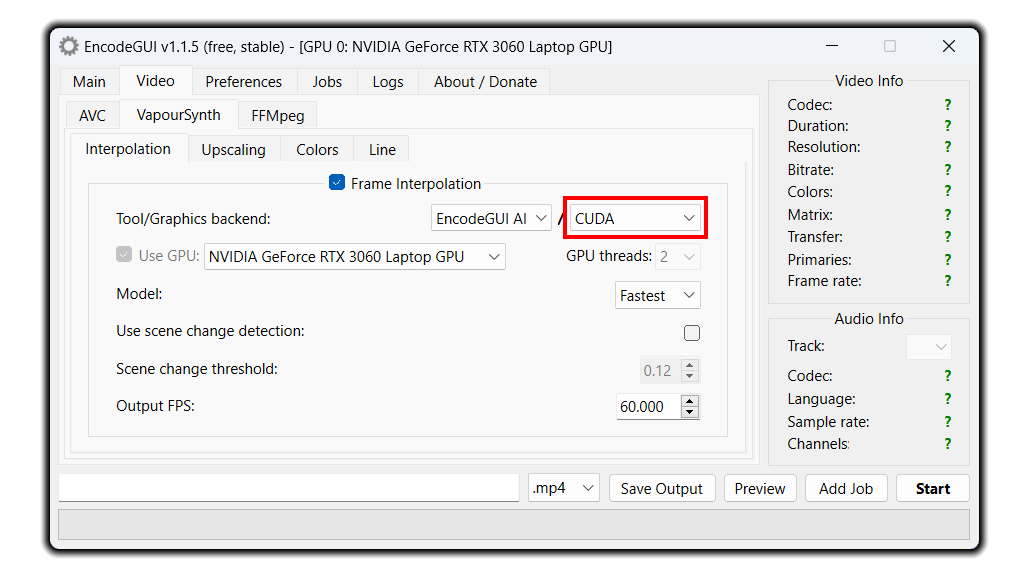 EncodeGUI v1.1.5 (free, stable) - [GPU 0: NVIDIA GeForce RTX 3060 Laptop GPU]
Main Video Preferences Jobs Logs About / Donate
AVC VapourSynth FFMpeg
Interpolation Upscaling Colors Line
Frame Interpolation
Tool/Graphics backend: EncodeGUI AI / CUDA
Use GPU: NVIDIA GeForce RTX 3060 Laptop GPU GPU threads: 2
Model: Fastest
Use scene change detection:
Scene change threshold: 0.12
Output FPS: 60.000
Video Info
Codec: ?
Duration: ?
Resolution: ?
Bitrate: ?
Colors: ?
Matrix: ?
Transfer: ?
Primaries: ?
Frame rate: ?
Audio Info
Track:
Codec: ?
Language: ?
Sample rate: ?
Channels: ?
.mp4 Save Output Preview Add Job Start